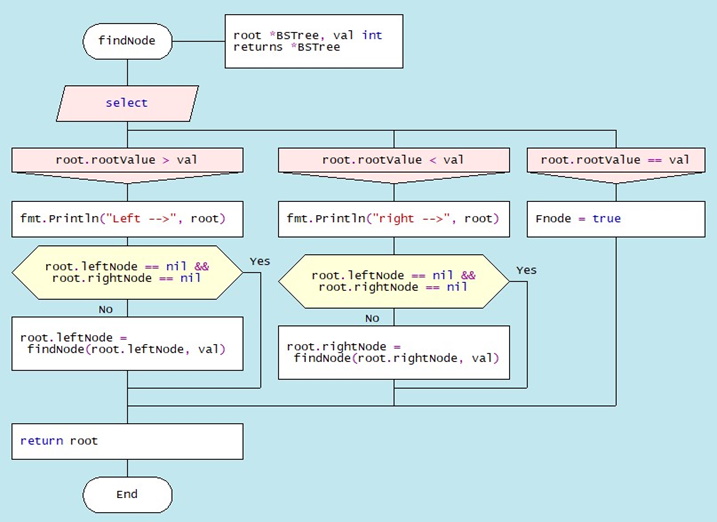 findNode
root *BSTree, val int
returns *BSTree
select
root.rootValue > val
root.rootValue < val
root.rootValue == val
fmt.Println("Left -->", root)
fmt.Println("right -->", root)
Fnode = true
root.leftNode == nil &&
root.rightNode == nil
Yes
root.leftNode == nil &&
root.rightNode == nil
Yes
No
No
root.leftNode =
findNode(root.leftNode, val)
root.rightNode =
findNode(root.rightNode, val)
return root
End